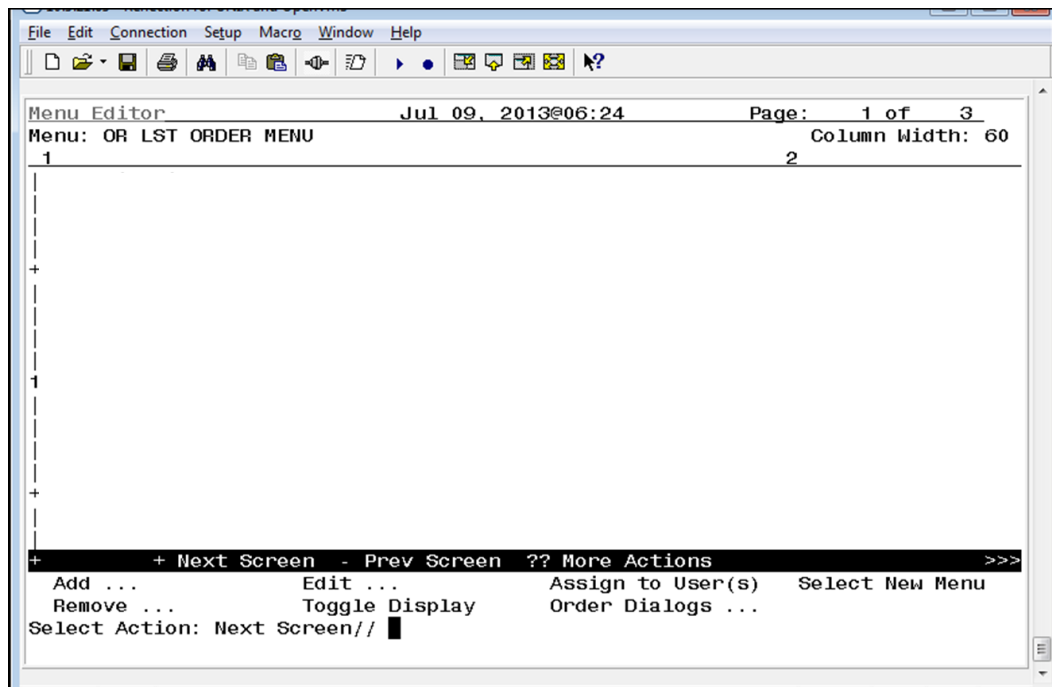 File Edit Connection Setup Macro Window Help
Menu Editor Jul 09, 2013@06:24 Page: 1 of 3
Menu: OR LST ORDER MENU Column Width: 60
1 2
|
|
|
|
+
|
|
|
|
1
|
|
|
|
+
|
|
+ + Next Screen - Prev Screen ?? More Actions >>>
Add ... Edit ... Assign to User(s) Select New Menu
Remove ... Toggle Display Order Dialogs ...
Select Action: Next Screen//